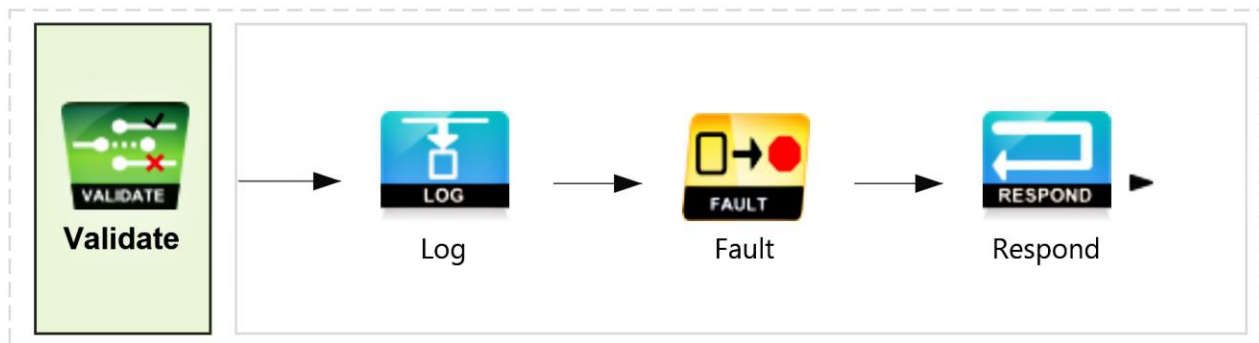 VALIDATE
Validate
LOG
Log
FAULT
Fault
RESPOND
Respond